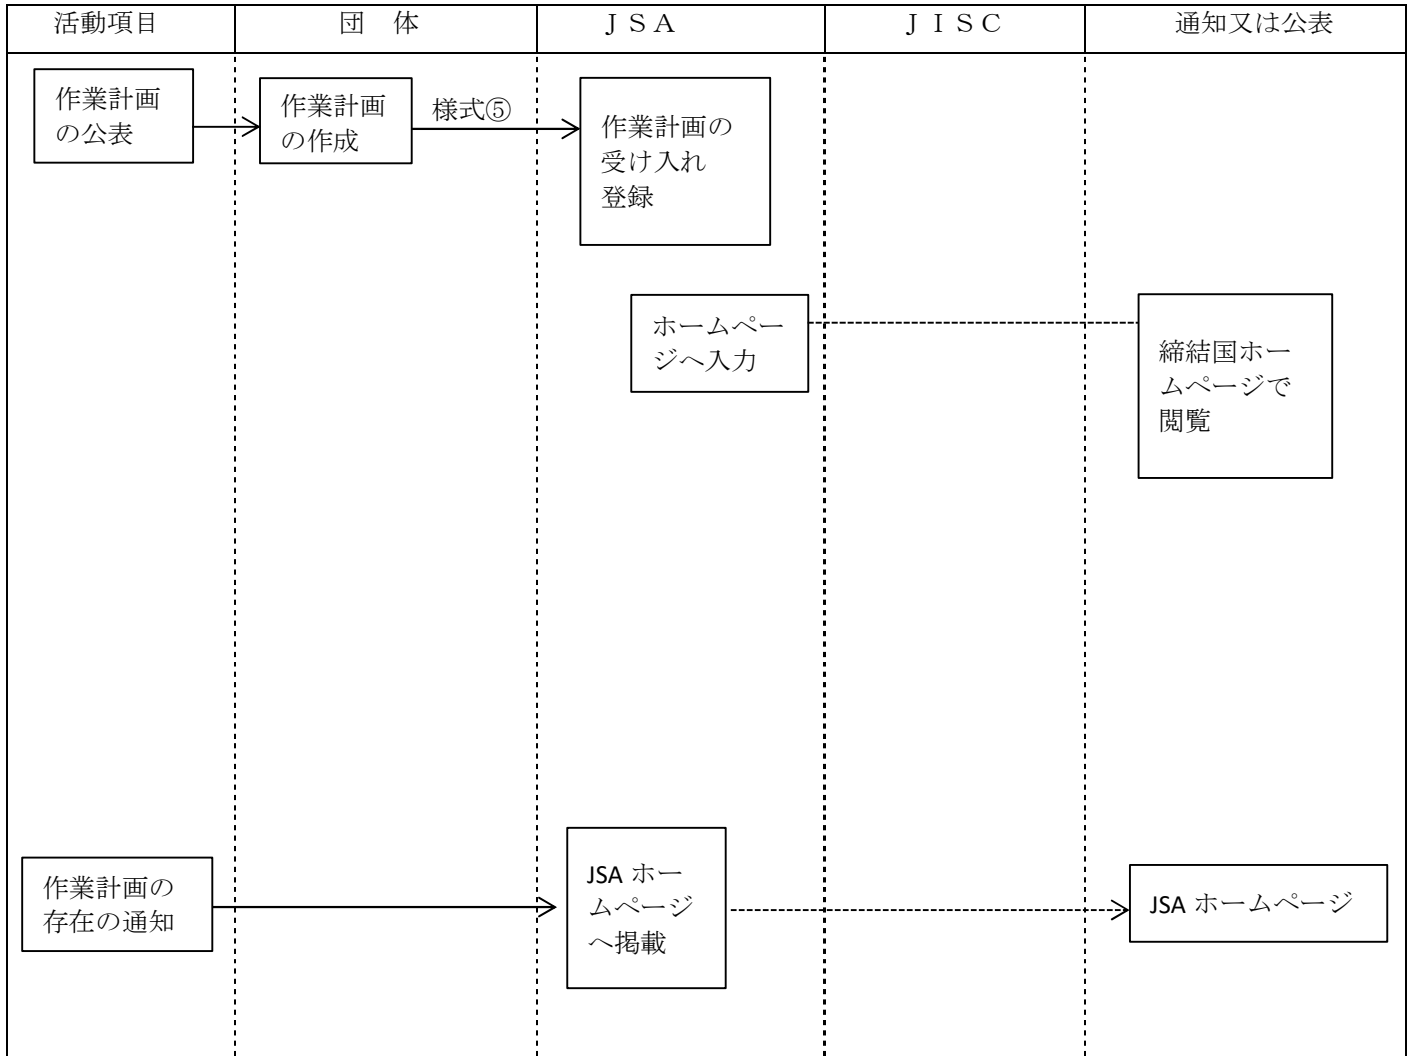 活動項目
団　体
ＪＳＡ
ＪＩＳＣ
通知又は公表
作業計画
の公表
作業計画
の作成
様式⑤
作業計画の
受け入れ
登録
ホームペー
ジへ入力
締結国ホー
ムページで
閲覧
作業計画の
存在の通知
JSA ホー
ムページ
へ掲載
JSA ホームページ